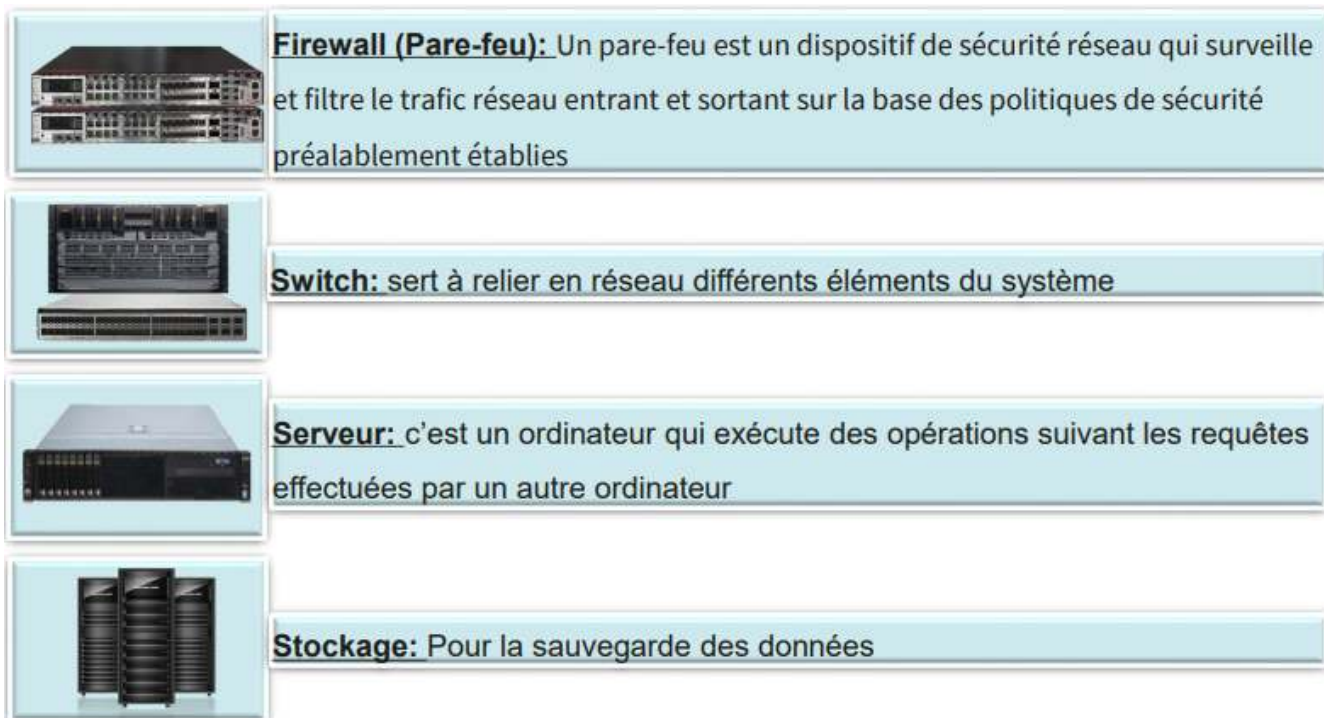 Firewall (Pare-feu): Un pare-feu est un dispositif de sécurité réseau qui surveille
et filtre le trafic réseau entrant et sortant sur la base des politiques de sécurité
préalablement établies
Switch: sert à relier en réseau différents éléments du système
Serveur: c’est un ordinateur qui exécute des opérations suivant les requêtes
effectuées par un autre ordinateur
Stockage: Pour la sauvegarde des données